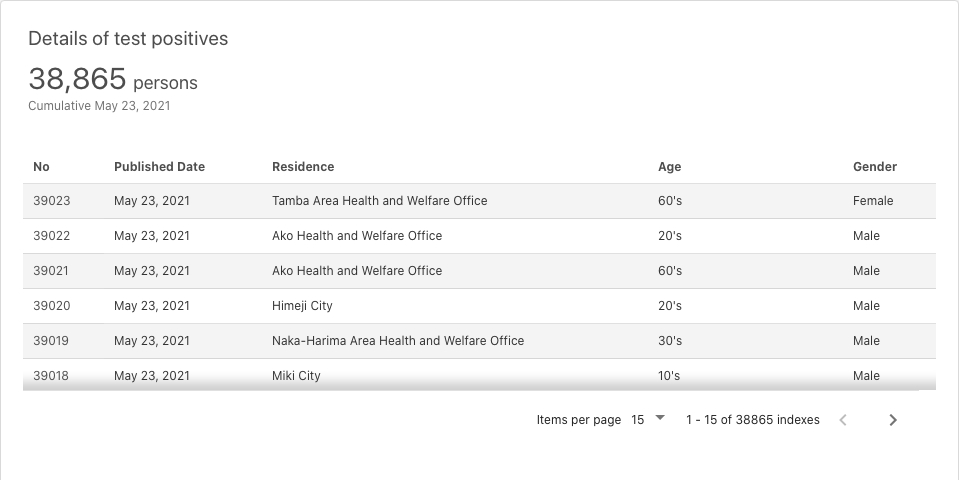 Details of test positives
38,865 persons
Cumulative May 23, 2021
No Published Date Residence Age Gender
39023 May 23, 2021 Tamba Area Health and Welfare Office 60's Female
39022 May 23, 2021 Ako Health and Welfare Office 20's Male
39021 May 23, 2021 Ako Health and Welfare Office 60's Male
39020 May 23, 2021 Himeji City 20's Male
39019 May 23, 2021 Naka-Harima Area Health and Welfare Office 30's Male
39018 May 23, 2021 Miki City 10's Male
Items per page 15 1 - 15 of 38865 indexes